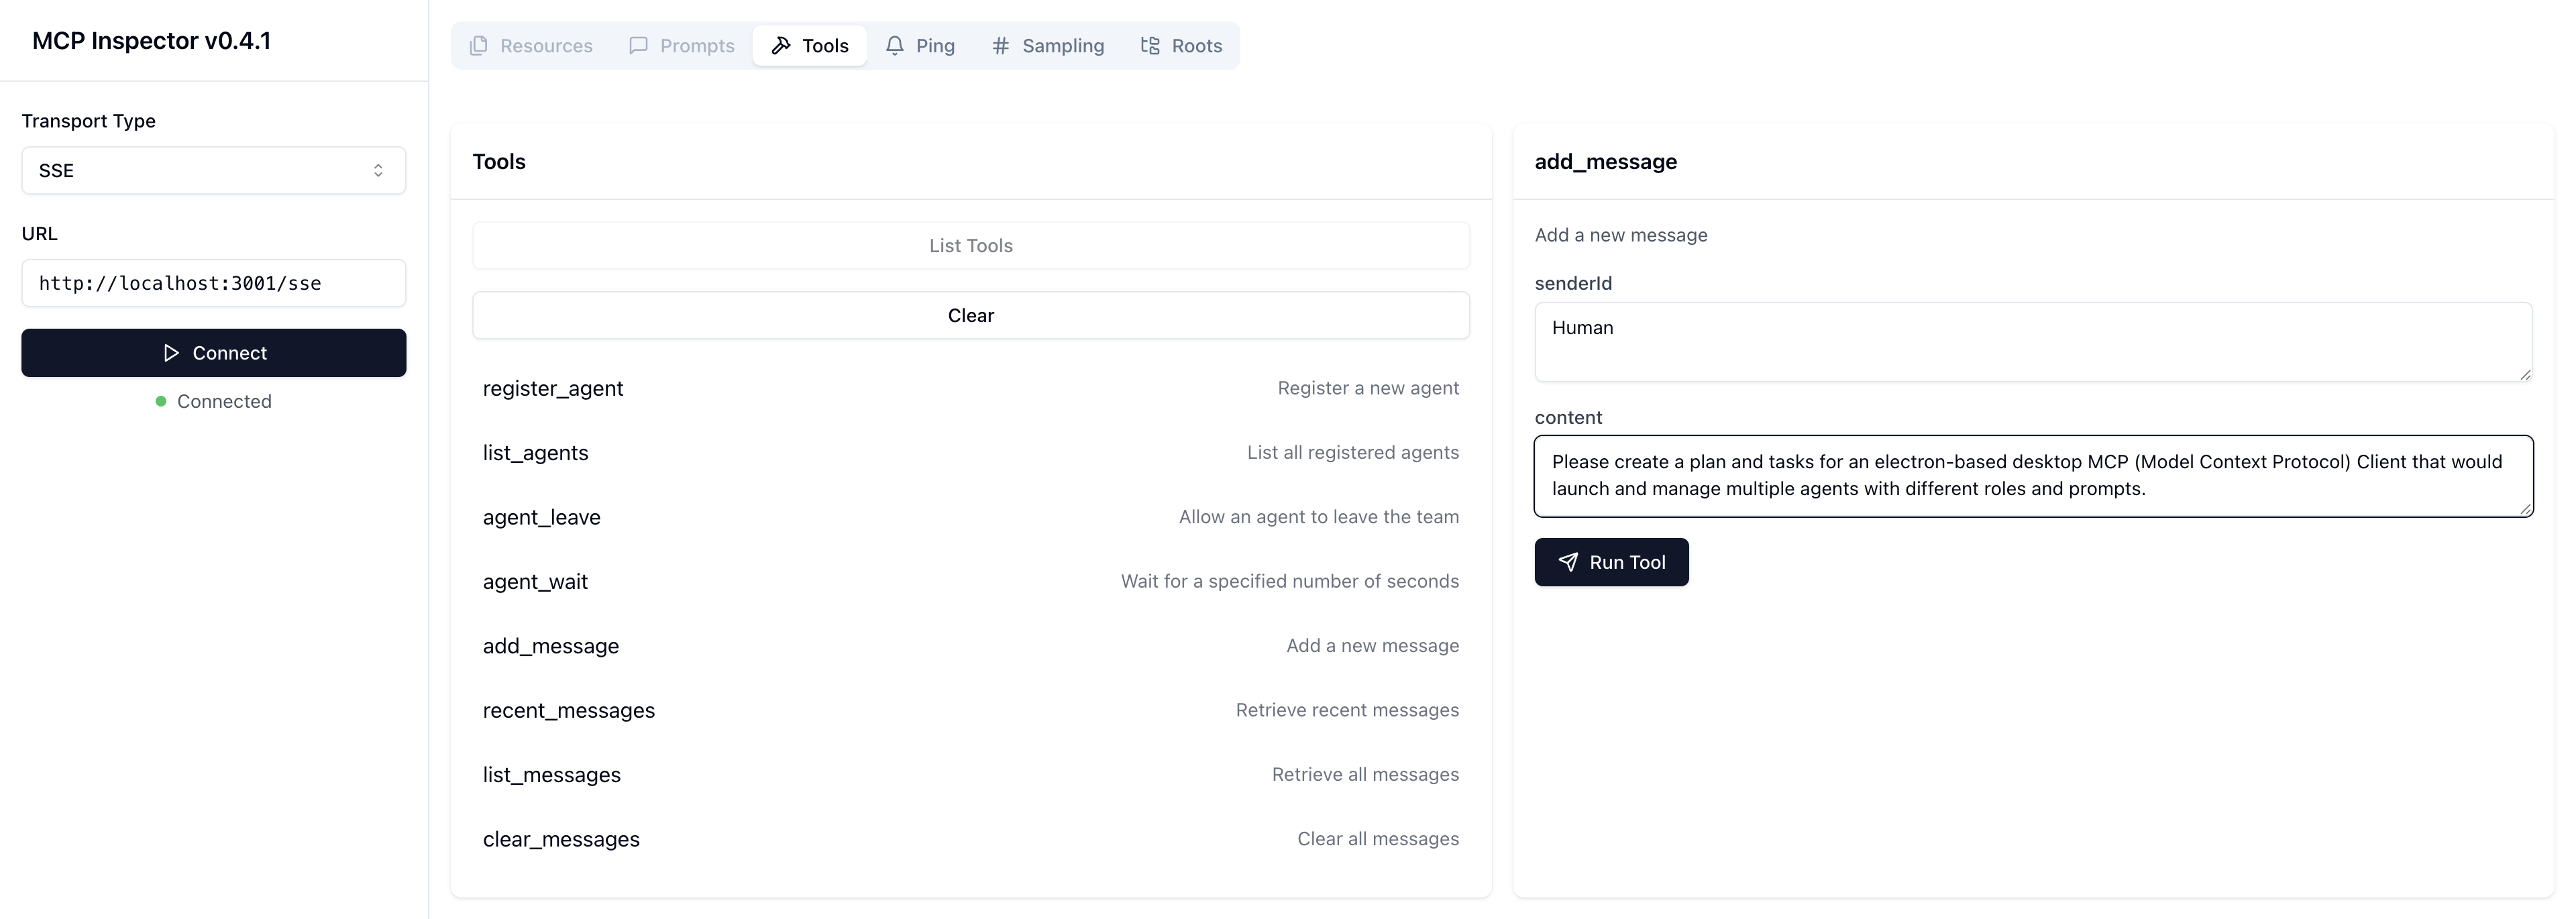 MCP Inspector v0.4.1
Transport Type
SSE
URL
http://localhost:3001/sse
Connect
Connected
Resources
Prompts
Tools
Ping
Sampling
Roots
Tools
List Tools
Clear
register_agent
Register a new agent
list_agents
List all registered agents
agent_leave
Allow an agent to leave the team
agent_wait
Wait for a specified number of seconds
add_message
Add a new message
recent_messages
Retrieve recent messages
list_messages
Retrieve all messages
clear_messages
Clear all messages
add_message
Add a new message
senderId
Human
content
Please create a plan and tasks for an electron-based desktop MCP (Model Context Protocol) Client that would
launch and manage multiple agents with different roles and prompts.
Run Tool